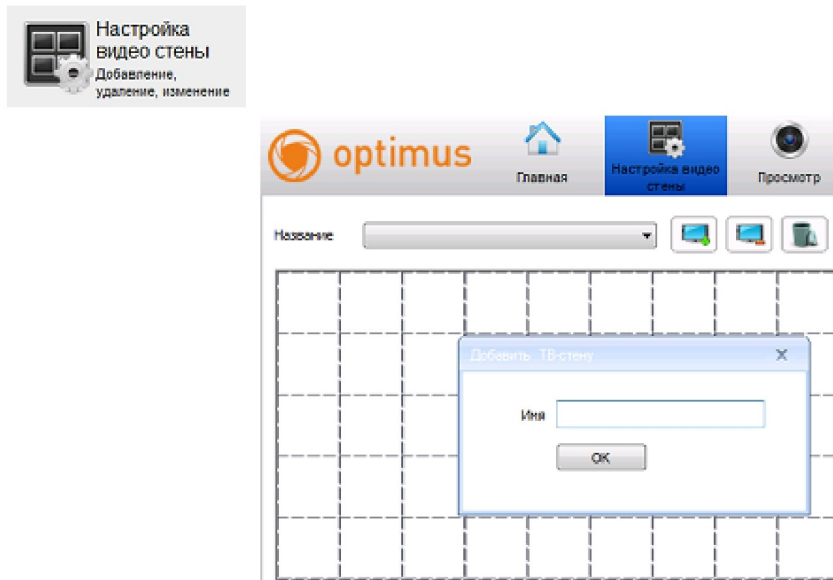 Настройка
видео стены
Добавление,
удаление, изменение
optimus
Главная
Настройка видео
стены
Просмотр
Название
Добавить ТВ-стену
X
Имя
OK